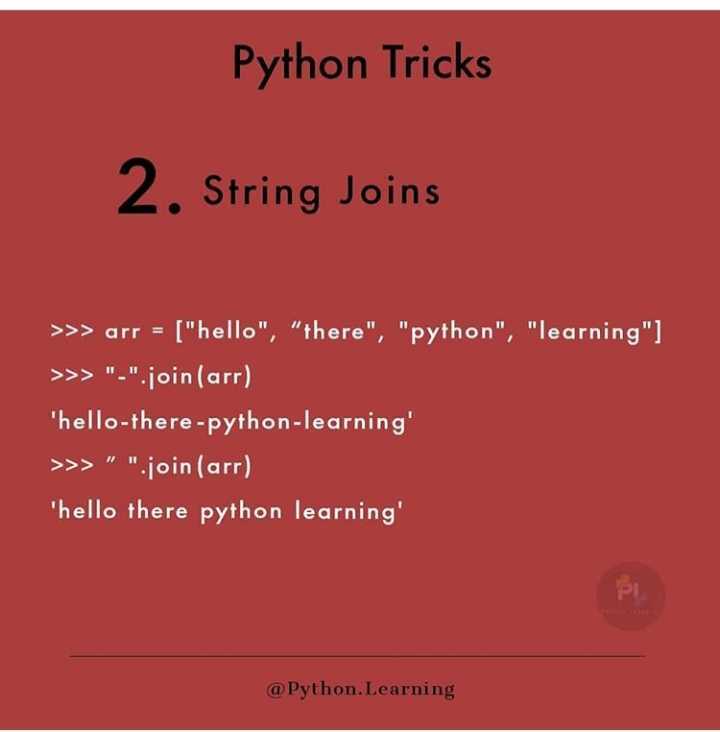 Python Tricks
2. String Joins
>>> arr = ["hello", “there", "python", "learning"]
>>> "-".join(arr)
'hello-there-python-learning'
>>> ” ".join(arr)
'hello there python learning'
PL
@Python.Learning